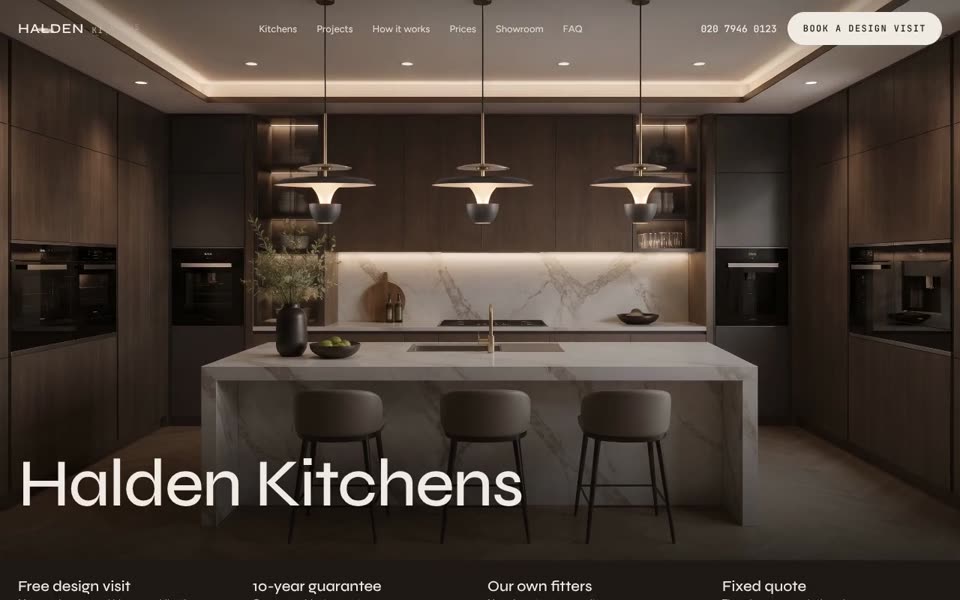 HALDEN
Kitchens Projects How it works Prices Showroom FAQ
020 7946 0123
BOOK A DESIGN VISIT
Halden Kitchens
Free design visit
10-year guarantee
Our own fitters
Fixed quote